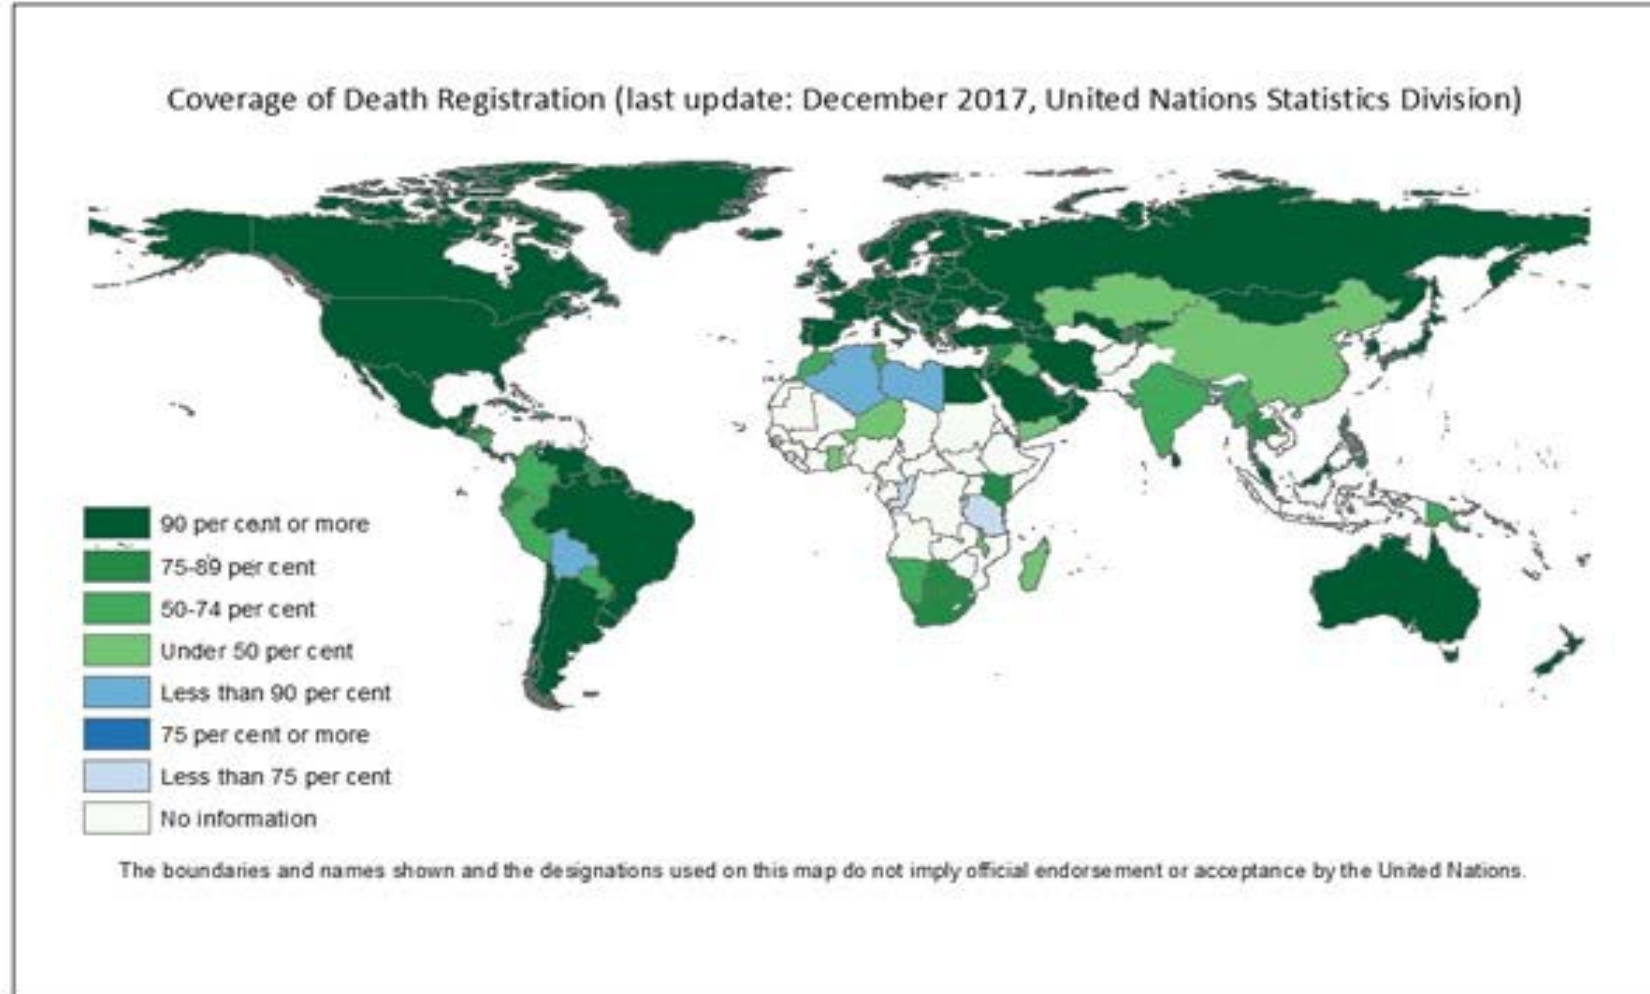 Coverage of Death Registration (last update: December 2017, United Nations Statistics Division)
90 per cent or more
75-89 per cent
50-74 per cent
Under 50 per cent
Less than 90 per cent
75 per cent or more
Less than 75 per cent
No information
The boundaries and names shown and the designations used on this map do not imply official endorsement or acceptance by the United Nations.